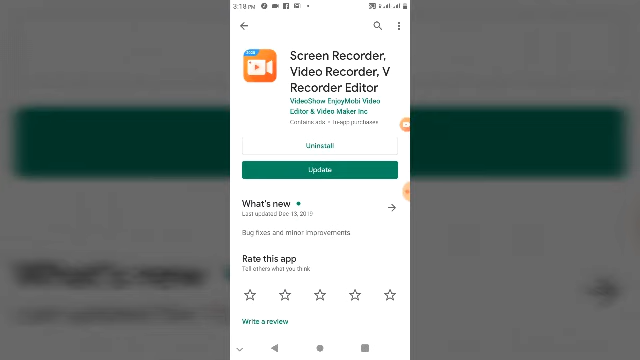 3:18 PM
Screen Recorder,
Video Recorder, V
Recorder Editor
VideoShow EnjoyMobi Video
Editor & Video Maker Inc
Contains ads • In-app purchases
Uninstall
Update
What's new
Last updated Dec 13, 2019
Bug fixes and minor improvements
Rate this app
Tell others what you think
Write a review